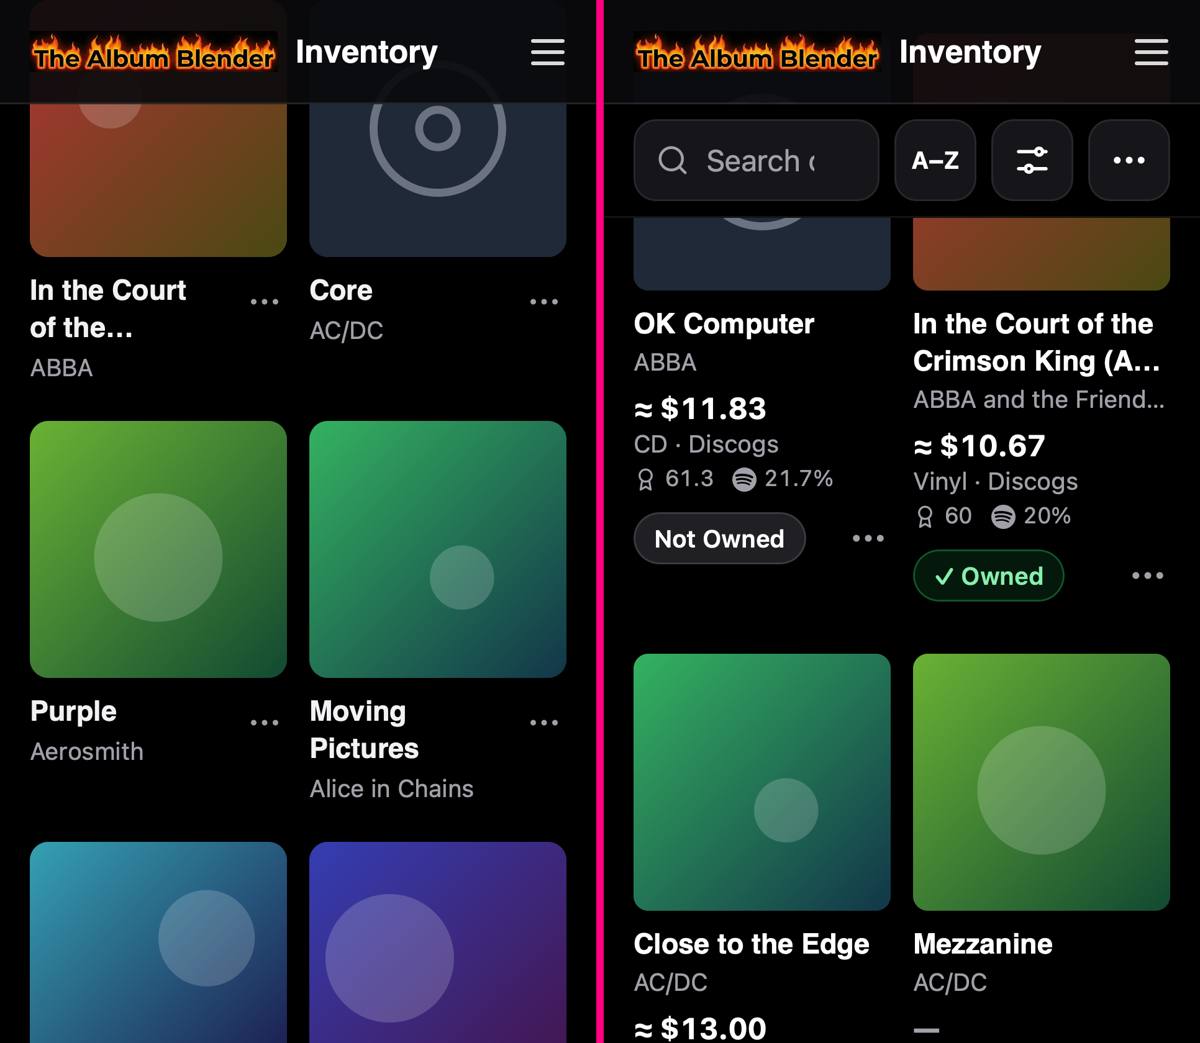 The Album Blender Inventory
In the Court
of the...
ABBA
Core
AC/DC
Purple
Aerosmith
Moving
Pictures
Alice in Chains
The Album Blender Inventory
Search
A–Z
OK Computer
ABBA
≈ $11.83
CD · Discogs
61.3 21.7%
Not Owned
In the Court of the
Crimson King (A...
ABBA and the Friend...
≈ $10.67
Vinyl · Discogs
60 20%
✓ Owned
Close to the Edge
AC/DC
≈ $13.00
Mezzanine
AC/DC
—